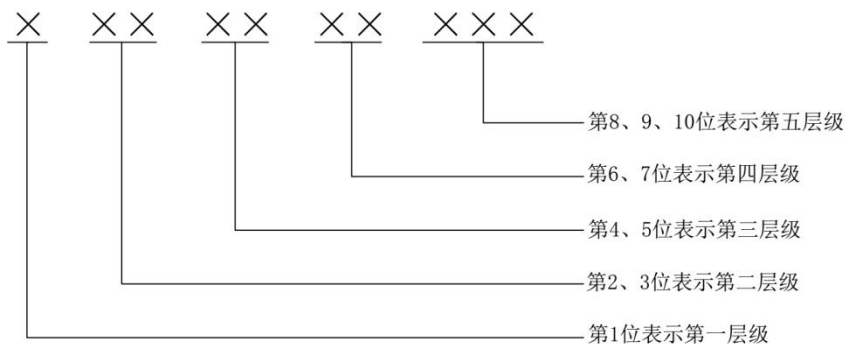 × ×× ×× ×× ×××
第8、9、10位表示第五层级
第6、7位表示第四层级
第4、5位表示第三层级
第2、3位表示第二层级
第1位表示第一层级